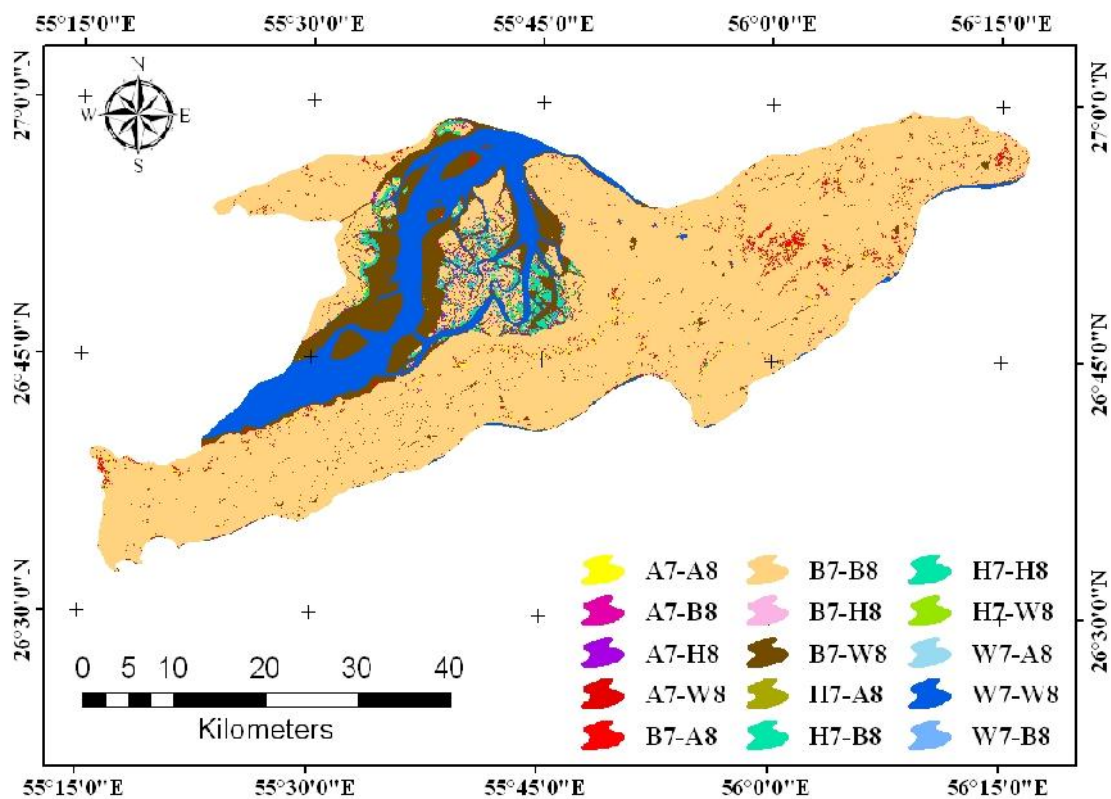 55°15'0"E 55°30'0"E 55°45'0"E 56°0'0"E 56°15'0"E
27°0'0"N 27°0'0"N
N
W E
S
26°45'0"N 26°45'0"N
26°30'0"N 26°30'0"N
A7-A8 B7-B8 H7-H8
A7-B8 B7-H8 H7-W8
A7-H8 B7-W8 W7-A8
A7-W8 H7-A8 W7-W8
B7-A8 H7-B8 W7-B8
0 5 10 20 30 40
Kilometers
55°15'0"E 55°30'0"E 55°45'0"E 56°0'0"E 56°15'0"E